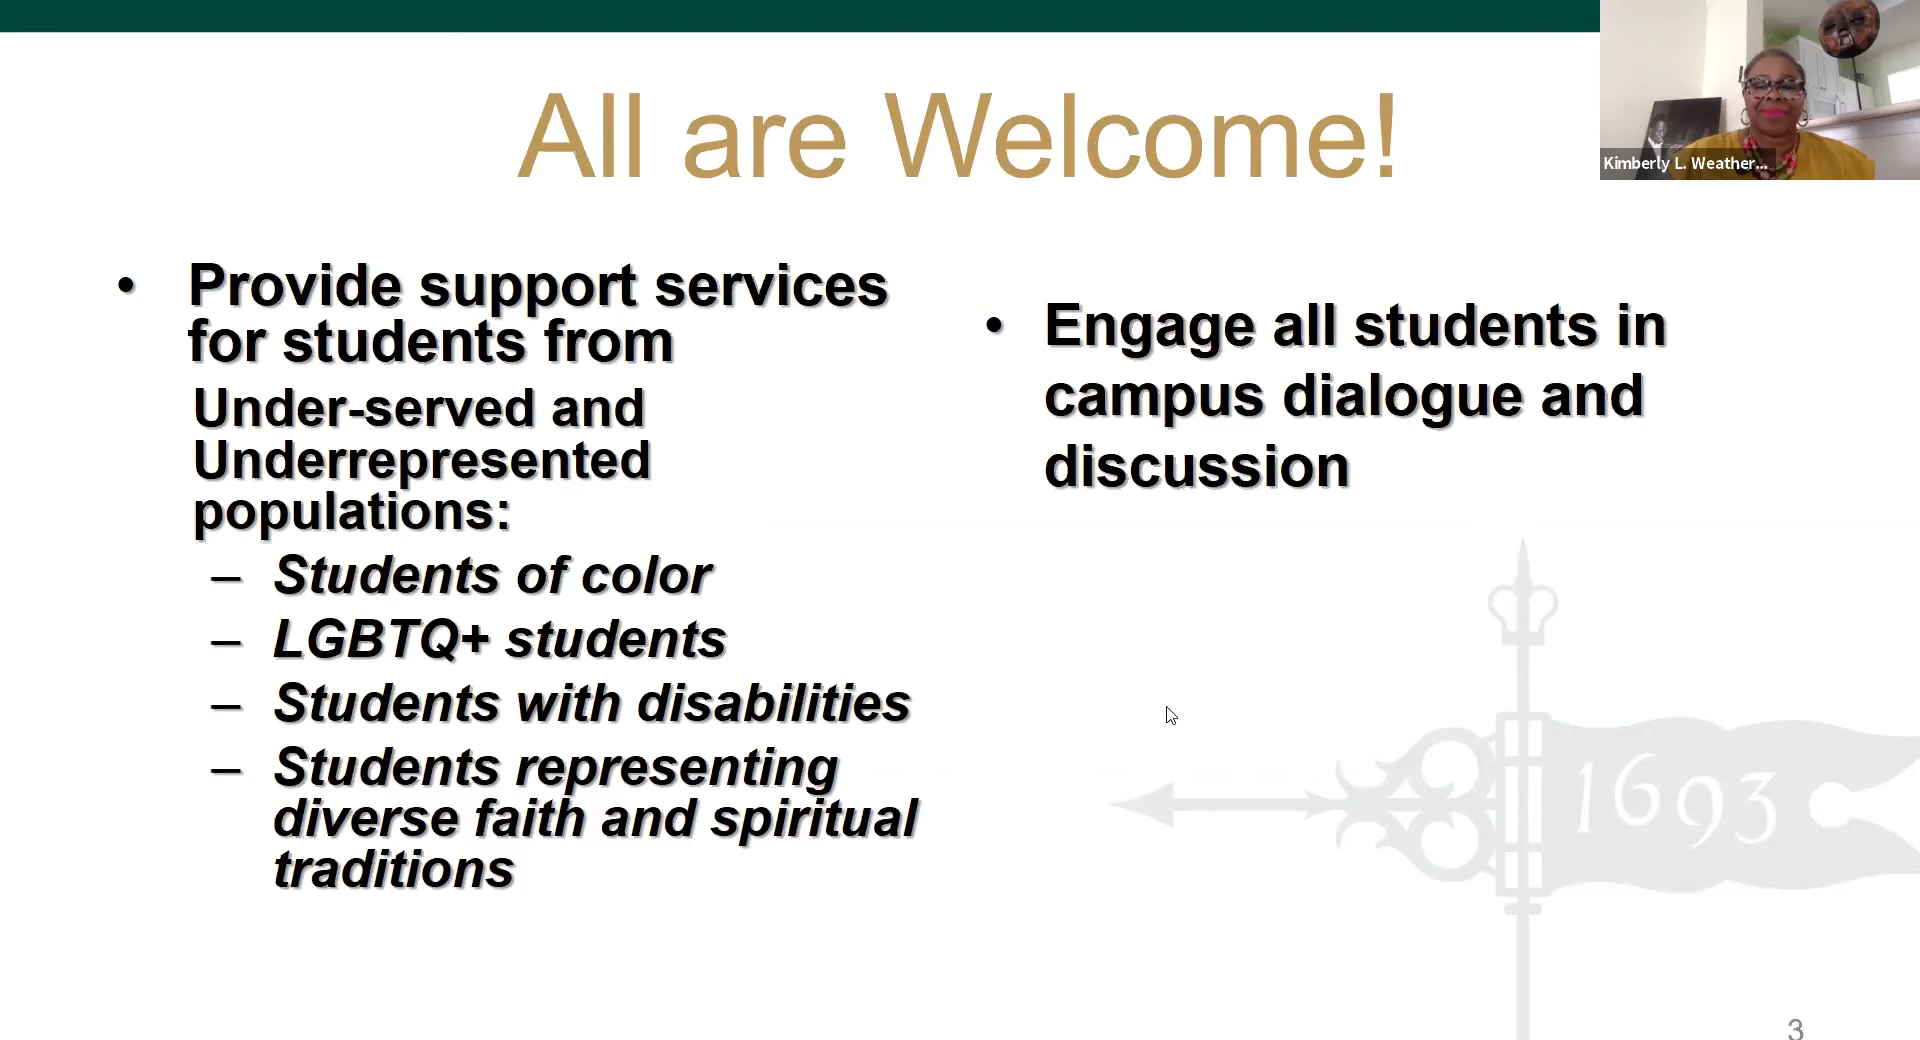 All are Welcome!
Kimberly L. Weather...
• Provide support services
for students from
Under-served and
Underrepresented
populations:
– Students of color
– LGBTQ+ students
– Students with disabilities
– Students representing
diverse faith and spiritual
traditions
• Engage all students in
campus dialogue and
discussion
1693
3